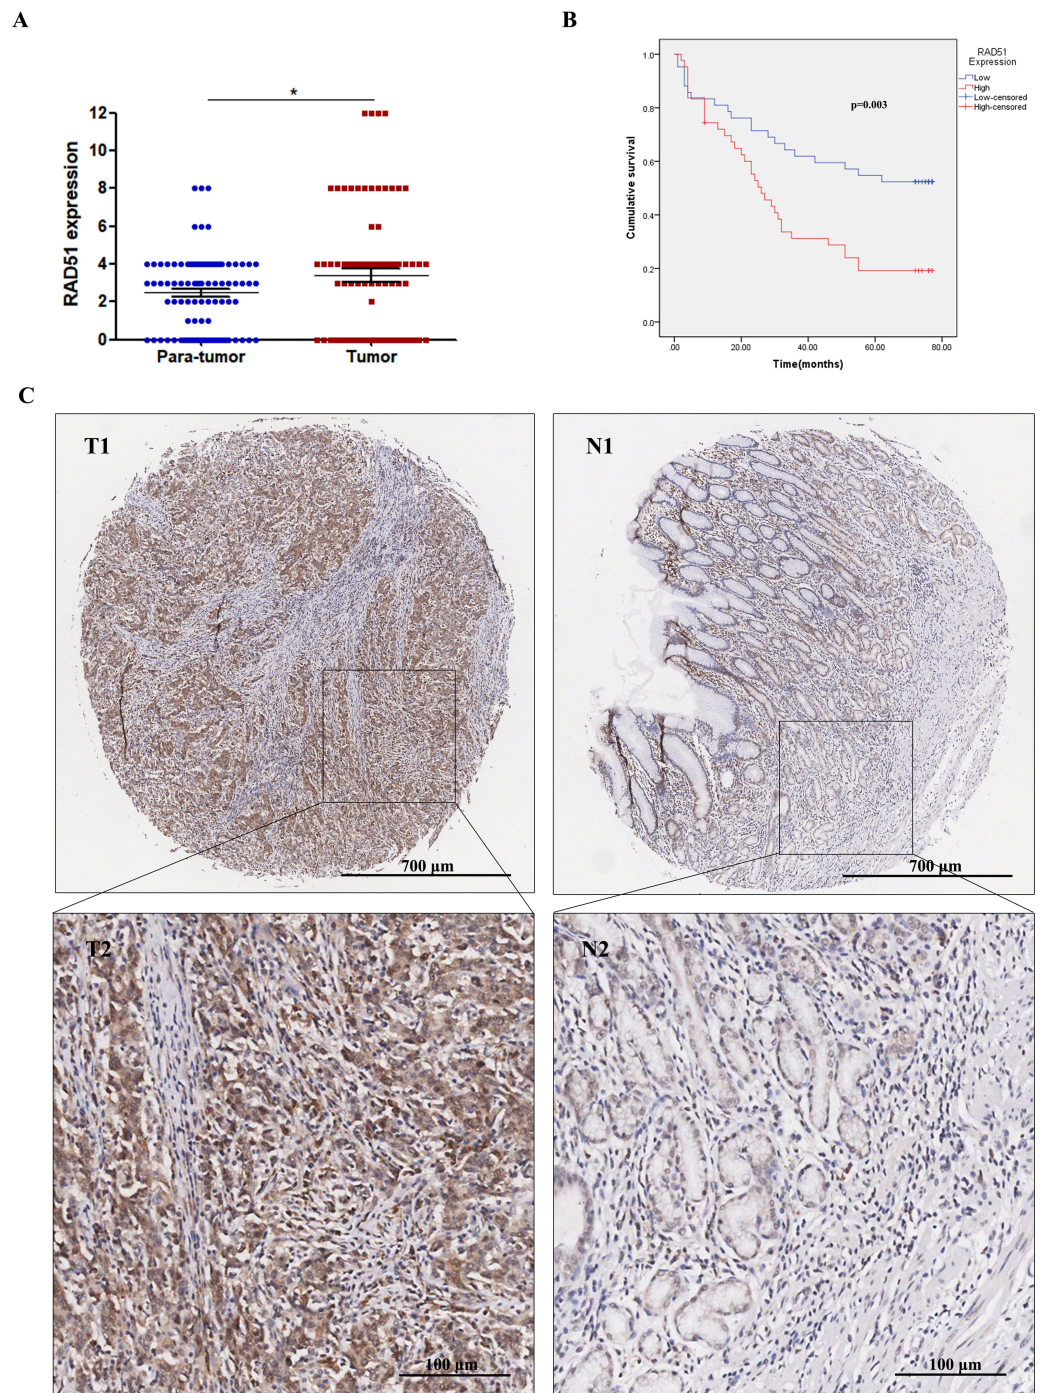 A
*
RAD51 expression
12
10
8
6
4
2
0
Para-tumor
Tumor
B
Cumulative survival
1.0
0.8
0.6
0.4
0.2
0.0
.00
20.00
40.00
60.00
80.00
Time(months)
p=0.003
RAD51
Expression
Low
High
Low-censored
High-censored
C
T1
700 µm
N1
700 µm
T2
100 µm
N2
100 µm